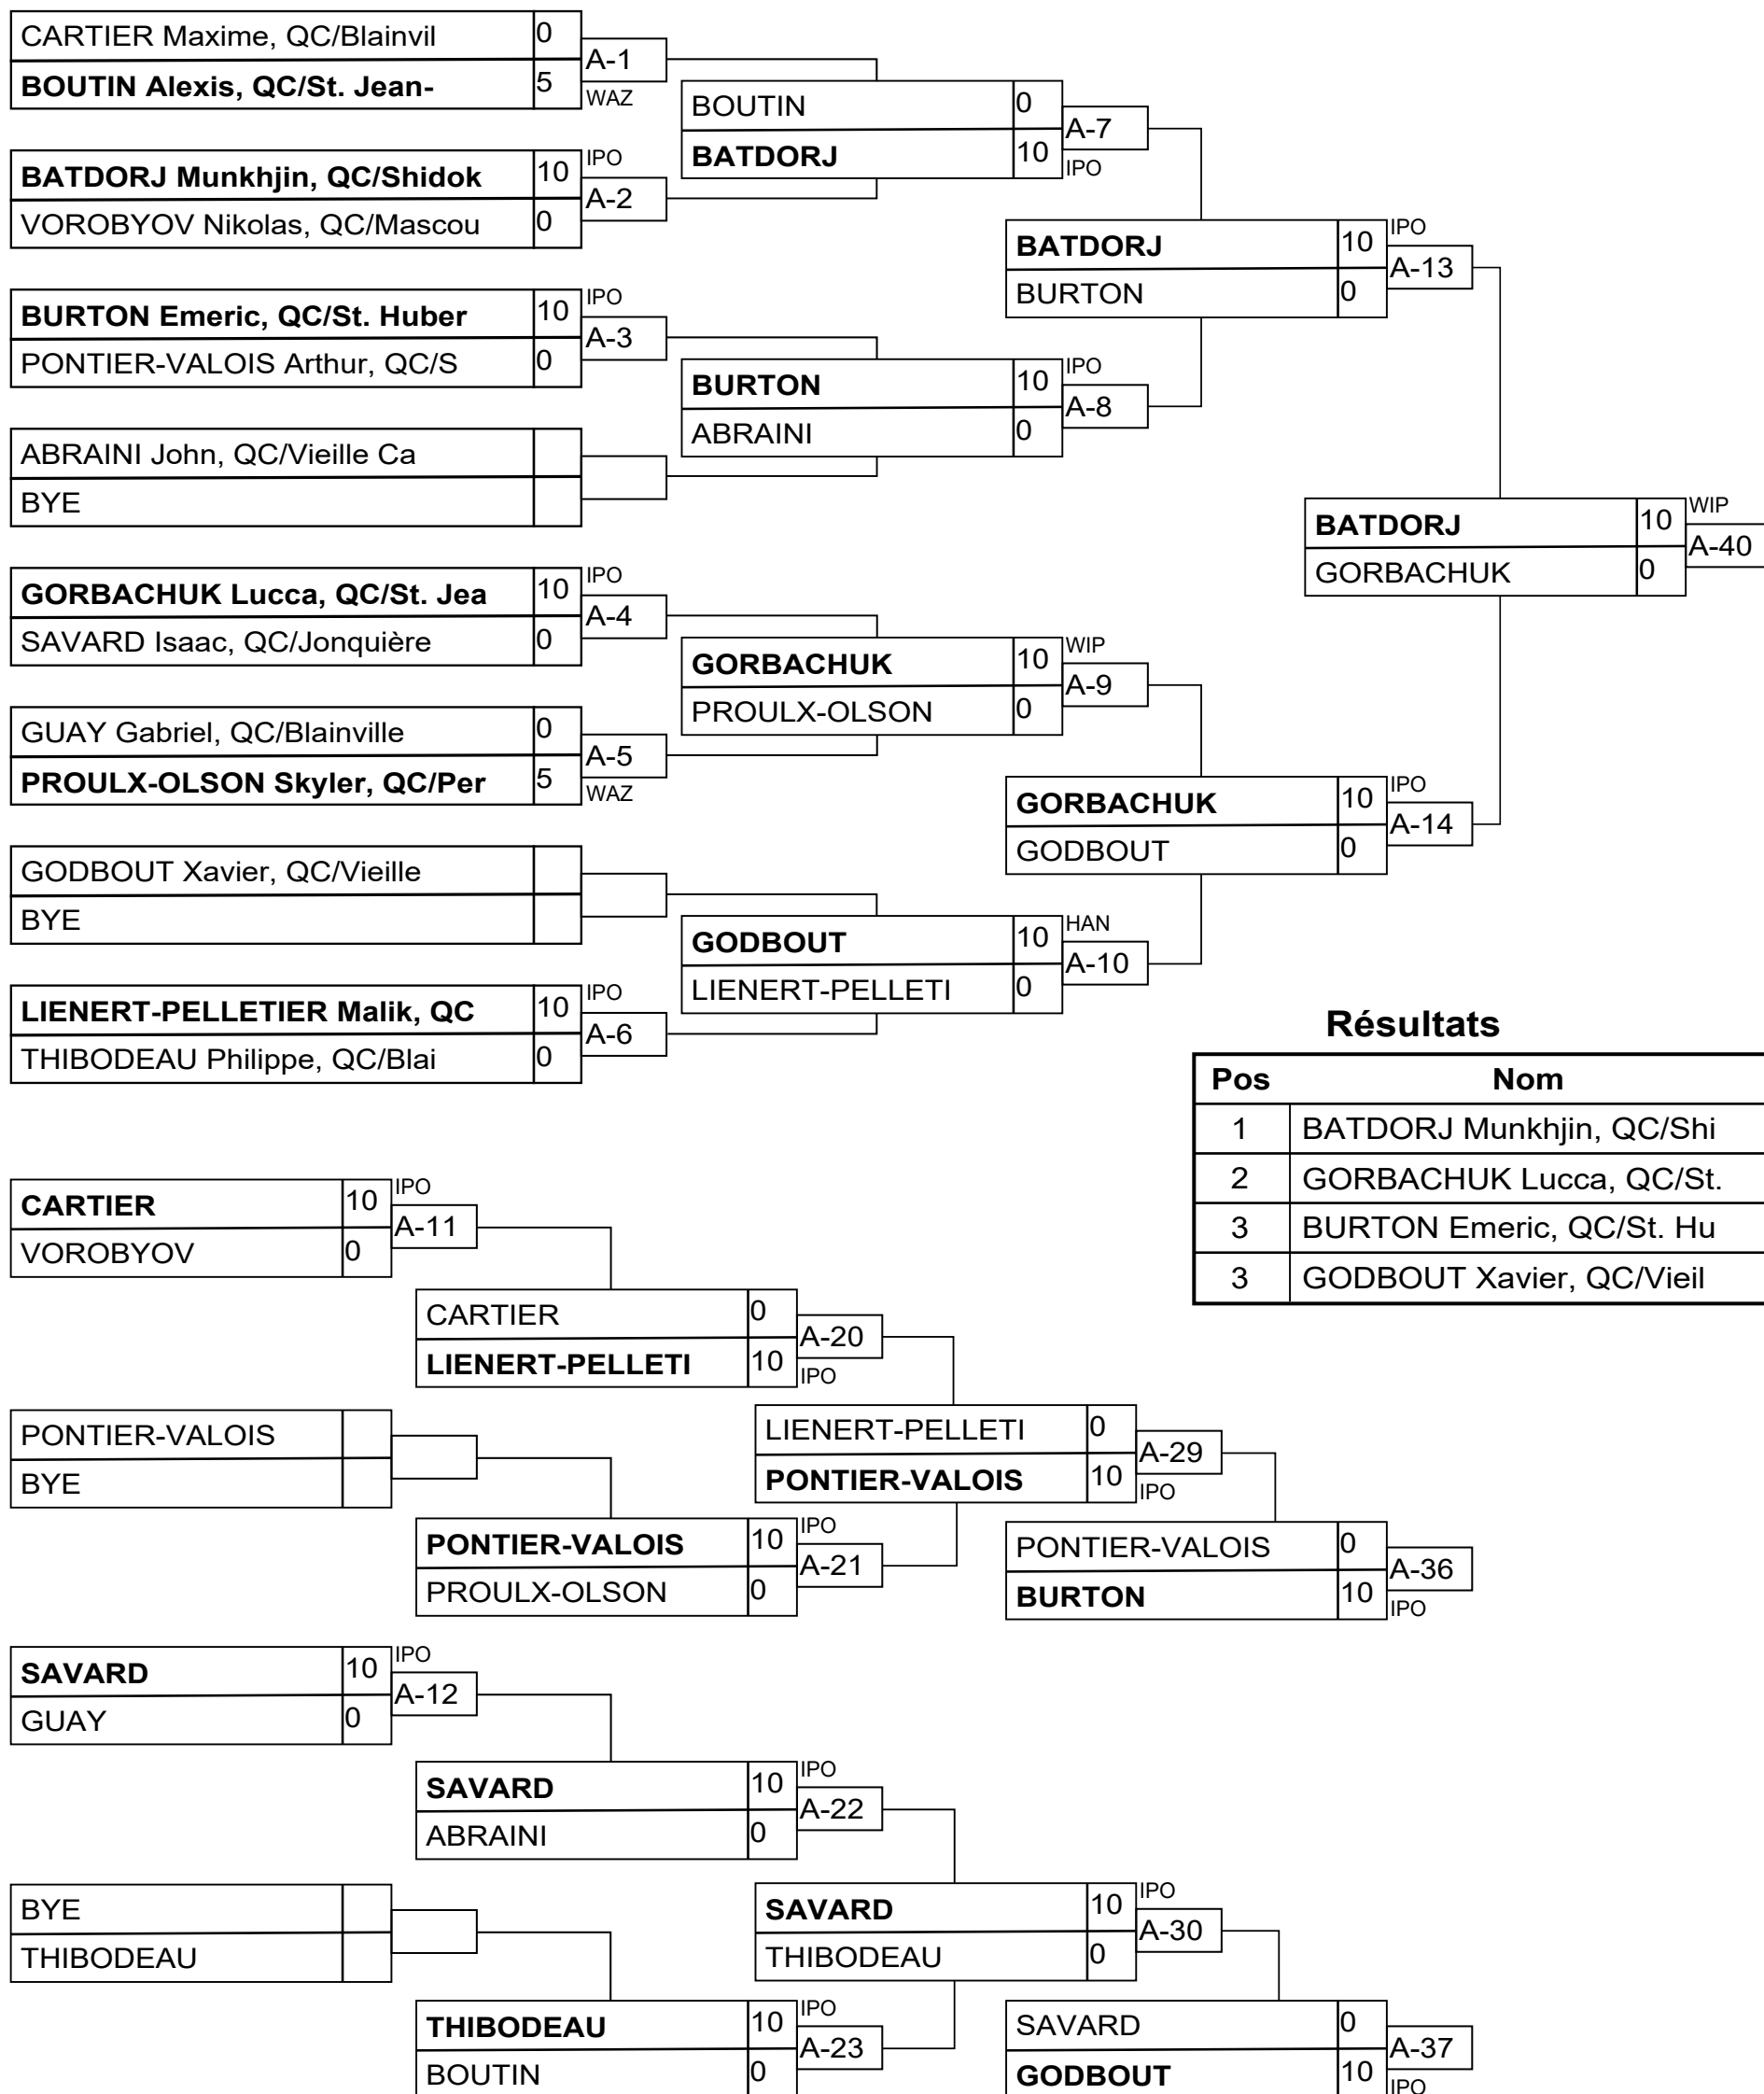 CARTIER Maxime, QC/Blainvil 0
A-1
BOUTIN Alexis, QC/St. Jean- 5
WAZ
BOUTIN 0
A-7
BATDORJ 10
IPO
BATDORJ Munkhjin, QC/Shidok 10
IPO
A-2
VOROBYOV Nikolas, QC/Mascou 0
BATDORJ 10
IPO
A-13
BURTON 0
BURTON Emeric, QC/St. Huber 10
IPO
A-3
PONTIER-VALOIS Arthur, QC/S 0
BURTON 10
IPO
A-8
ABRAINI 0
ABRAINI John, QC/Vieille Ca
BYE
BATDORJ 10
WIP
A-40
GORBACHUK 0
GORBACHUK Lucca, QC/St. Jea 10
IPO
A-4
SAVARD Isaac, QC/Jonquière 0
GORBACHUK 10
WIP
A-9
PROULX-OLSON 0
GUAY Gabriel, QC/Blainville 0
A-5
PROULX-OLSON Skyler, QC/Per 5
WAZ
GORBACHUK 10
IPO
A-14
GODBOUT 0
GODBOUT Xavier, QC/Vieille
BYE
GODBOUT 10
HAN
A-10
LIENERT-PELLETI 0
LIENERT-PELLETIER Malik, QC 10
IPO
A-6
THIBODEAU Philippe, QC/Blai 0
Résultats
Pos Nom
1 BATDORJ Munkhjin, QC/Shi
2 GORBACHUK Lucca, QC/St.
3 BURTON Emeric, QC/St. Hu
3 GODBOUT Xavier, QC/Vieil
CARTIER 10
IPO
A-11
VOROBYOV 0
CARTIER 0
A-20
LIENERT-PELLETI 10
IPO
PONTIER-VALOIS
BYE
LIENERT-PELLETI 0
A-29
PONTIER-VALOIS 10
IPO
PONTIER-VALOIS 10
IPO
A-21
PROULX-OLSON 0
PONTIER-VALOIS 0
A-36
BURTON 10
IPO
SAVARD 10
IPO
A-12
GUAY 0
SAVARD 10
IPO
A-22
ABRAINI 0
BYE
THIBODEAU
SAVARD 10
IPO
A-30
THIBODEAU 0
THIBODEAU 10
IPO
A-23
BOUTIN 0
SAVARD 0
A-37
GODBOUT 10
IPO